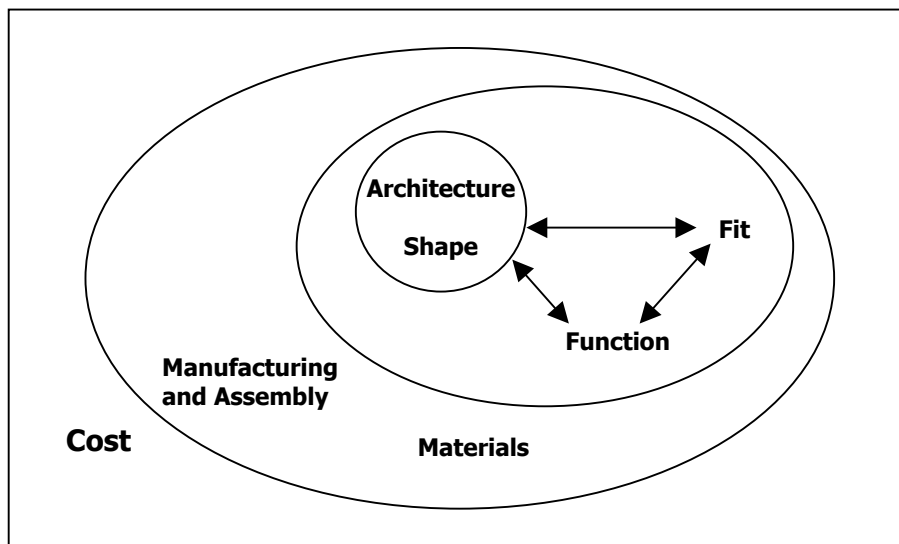 Architecture
Shape
Fit
Function
Manufacturing
and Assembly
Cost
Materials